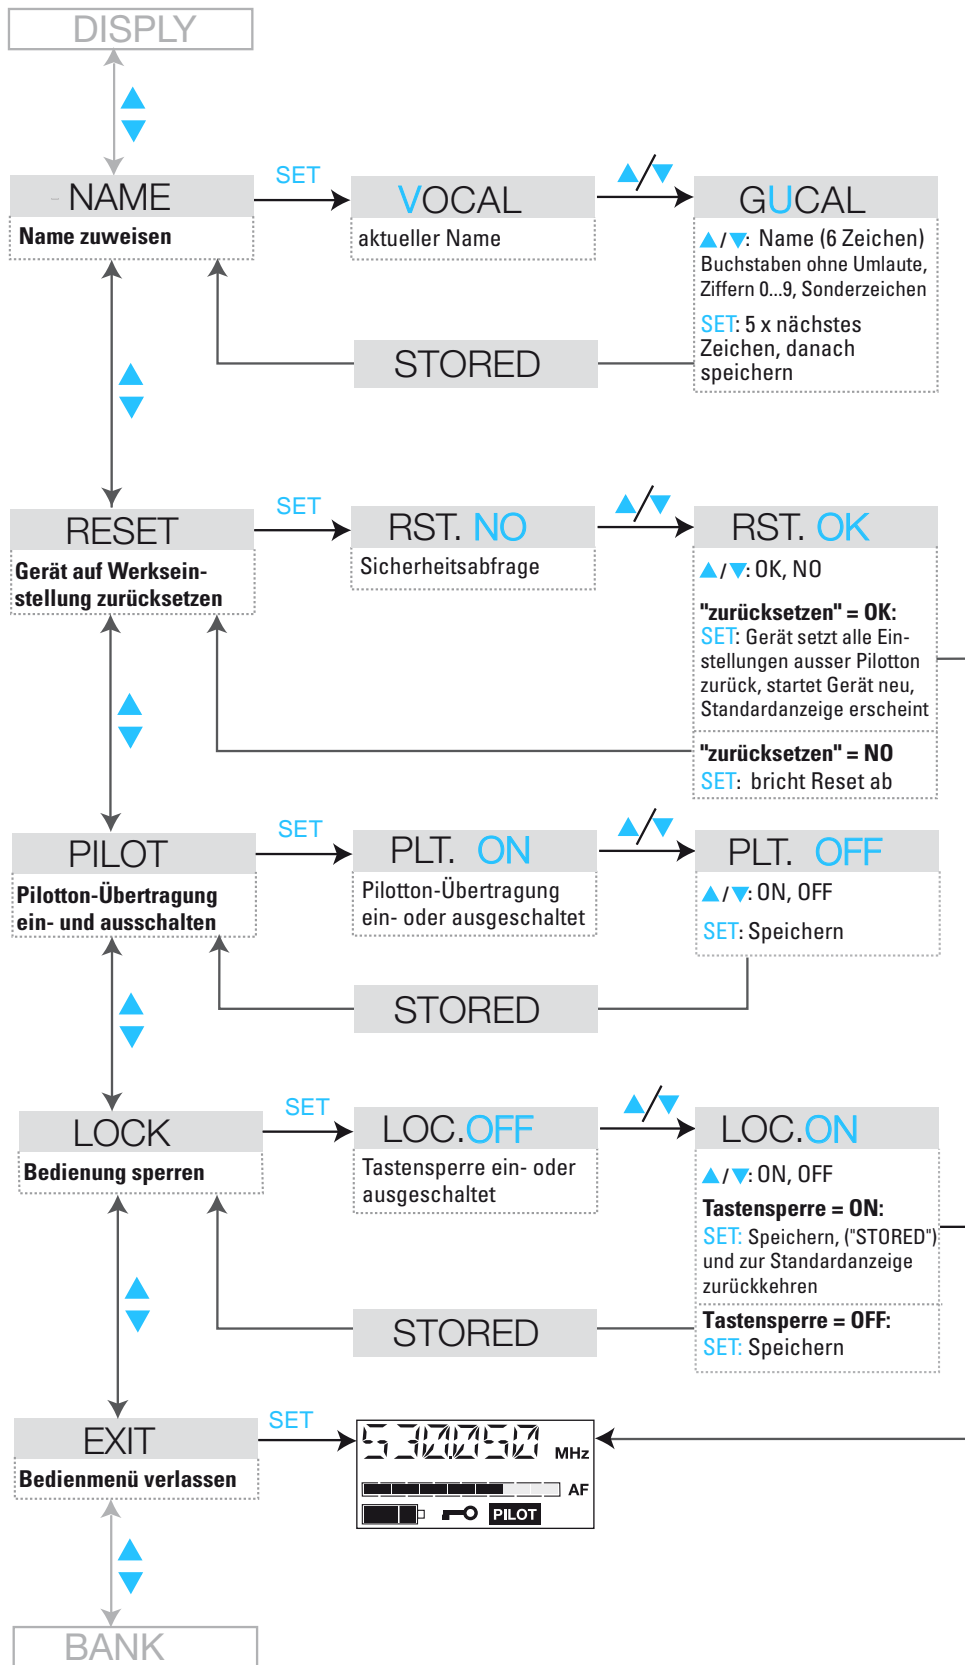 DISPLY
NAME
Name zuweisen
SET
VOCAL
aktueller Name
▲/▼
GUCAL
▲/▼: Name (6 Zeichen)
Buchstaben ohne Umlaute,
Ziffern 0...9, Sonderzeichen
SET: 5 x nächstes
Zeichen, danach
speichern
STORED
RESET
Gerät auf Werksein-
stellung zurücksetzen
SET
RST. NO
Sicherheitsabfrage
▲/▼
RST. OK
▲/▼: OK, NO
"zurücksetzen" = OK:
SET: Gerät setzt alle Ein-
stellungen ausser Pilotton
zurück, startet Gerät neu,
Standardanzeige erscheint
"zurücksetzen" = NO
SET: bricht Reset ab
PILOT
Pilotton-Übertragung
ein- und ausschalten
SET
PLT. ON
Pilotton-Übertragung
ein- oder ausgeschaltet
▲/▼
PLT. OFF
▲/▼: ON, OFF
SET: Speichern
STORED
LOCK
Bedienung sperren
SET
LOC.OFF
Tastensperre ein- oder
ausgeschaltet
▲/▼
LOC.ON
▲/▼: ON, OFF
Tastensperre = ON:
SET: Speichern, ("STORED")
und zur Standardanzeige
zurückkehren
Tastensperre = OFF:
SET: Speichern
STORED
EXIT
Bedienmenü verlassen
SET
530.050 MHz
AF
PILOT
BANK